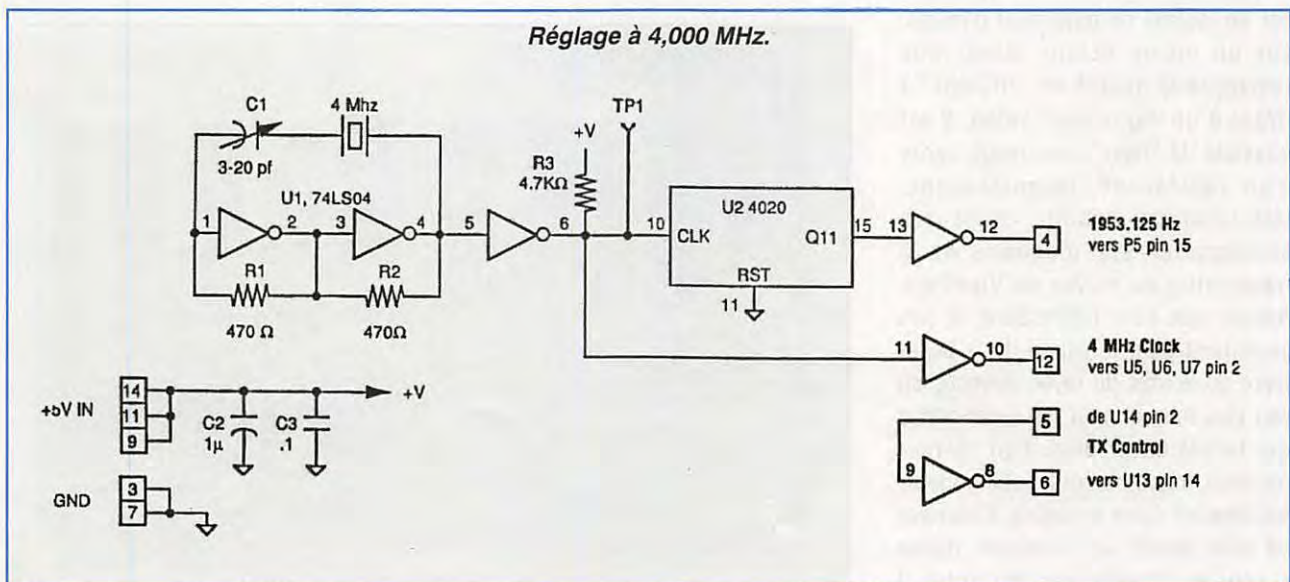 Réglage à 4,000 MHz.
C1
4 Mhz
3-20 pf
U1, 74LS04
1
2
3
4
5
6
R1
470 Ω
R2
470Ω
+V
R3
4.7KΩ
TP1
U2 4020
10
CLK
Q11
15
RST
11
13
12
4
1953.125 Hz
vers P5 pin 15
11
10
12
4 MHz Clock
vers U5, U6, U7 pin 2
5
de U14 pin 2
TX Control
9
8
6
vers U13 pin 14
+5V IN
14
11
9
+V
C2
1µ
C3
.1
GND
3
7